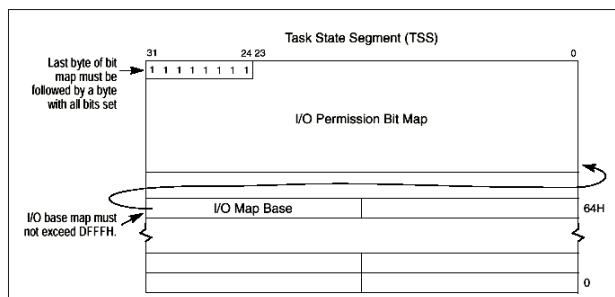 Task State Segment (TSS)
31
24 23
0
Last byte of bit
map must be
followed by a byte
with all bits set
1 1 1 1 1 1 1 1
I/O Permission Bit Map
I/O Map Base
64H
I/O base map must
not exceed DFFFH.
0